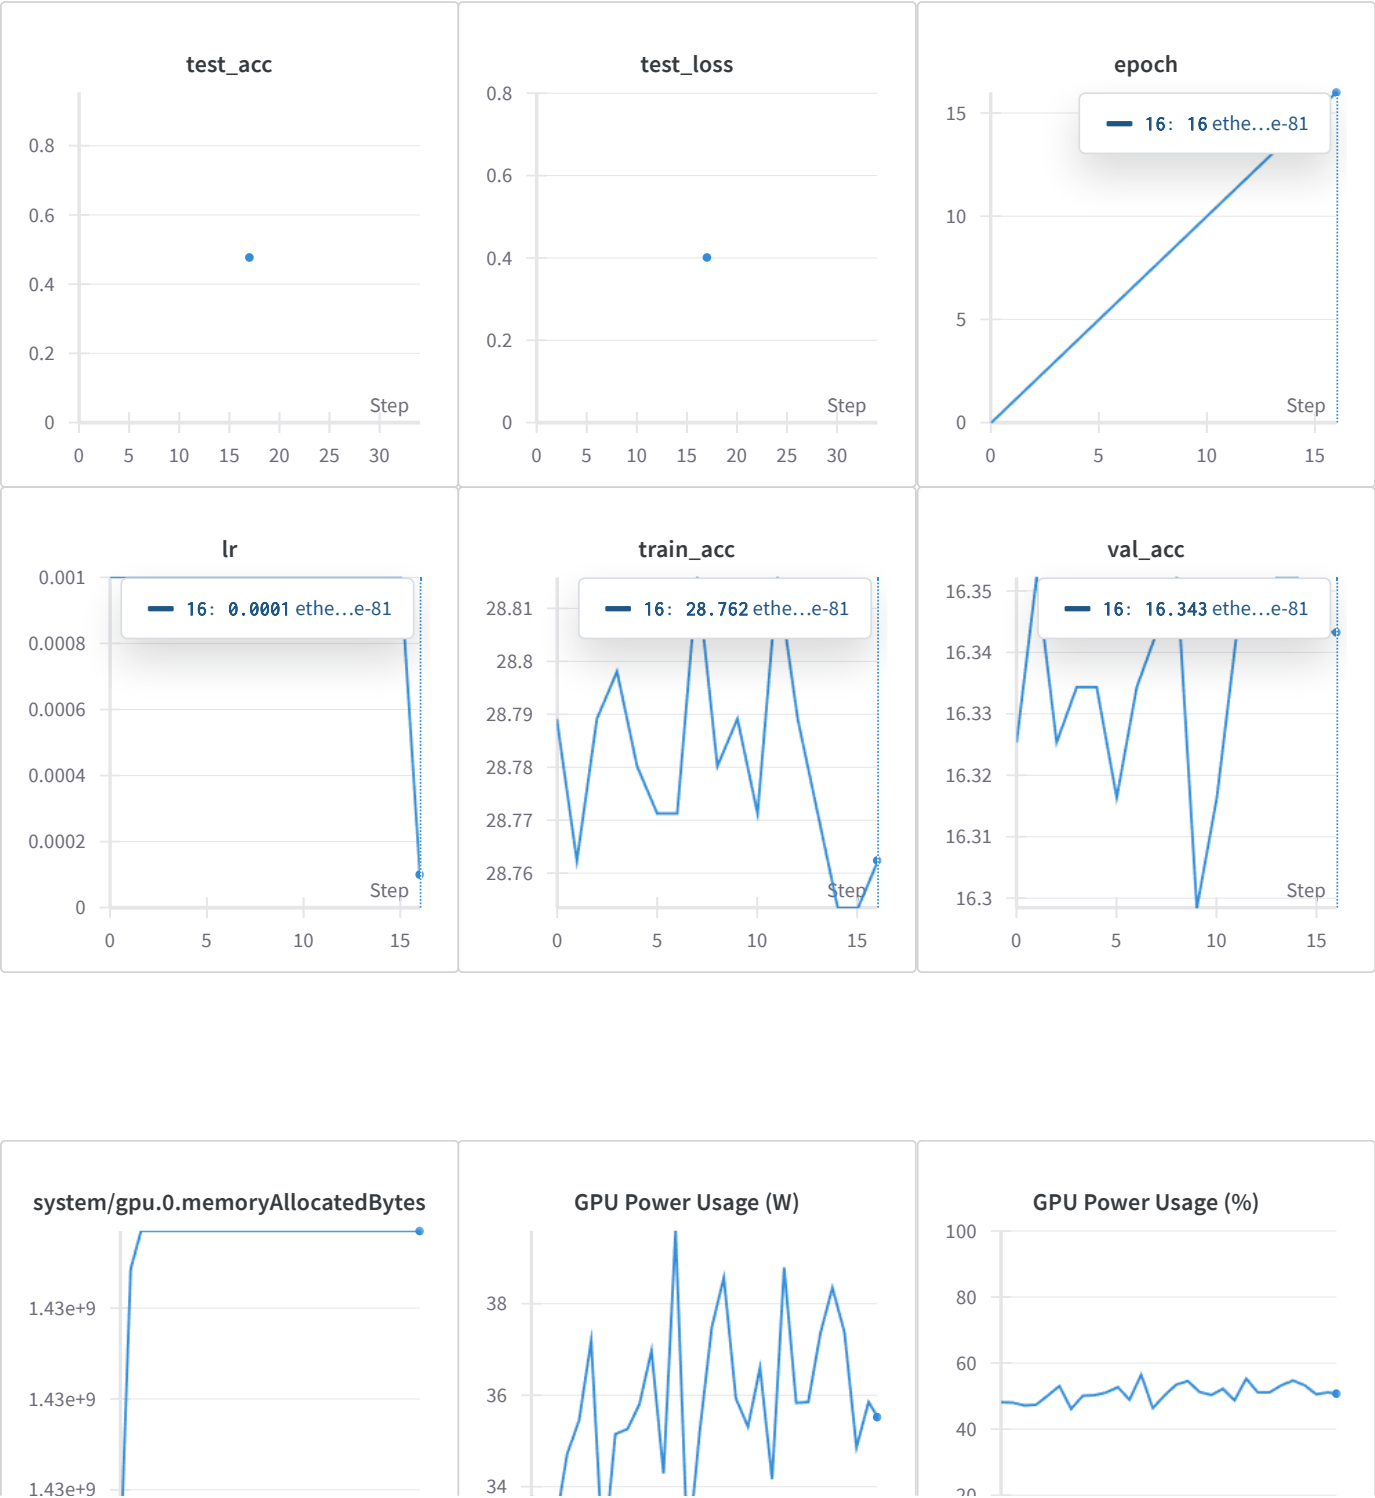 test_acc
0.8
0.6
0.4
0.2
0
Step
0 5 10 15 20 25 30
test_loss
0.8
0.6
0.4
0.2
0
Step
0 5 10 15 20 25 30
epoch
16: 16 ethe…e-81
15
10
5
0
Step
0 5 10 15
lr
0.001
16: 0.0001 ethe…e-81
0.0008
0.0006
0.0004
0.0002
0
Step
0 5 10 15
train_acc
16: 28.762 ethe…e-81
28.81
28.8
28.79
28.78
28.77
28.76
Step
0 5 10 15
val_acc
16: 16.343 ethe…e-81
16.35
16.34
16.33
16.32
16.31
16.3
Step
0 5 10 15
system/gpu.0.memoryAllocatedBytes
1.43e+9
1.43e+9
1.43e+9
GPU Power Usage (W)
38
36
34
GPU Power Usage (%)
100
80
60
40
20